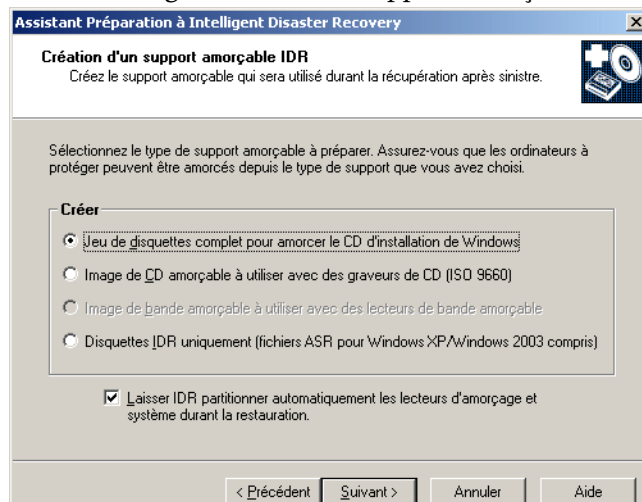 Assistant Préparation à Intelligent Disaster Recovery
Création d'un support amorçable IDR
Créez le support amorçable qui sera utilisé durant la récupération après sinistre.
Sélectionnez le type de support amorçable à préparer. Assurez-vous que les ordinateurs à
protéger peuvent être amorcés depuis le type de support que vous avez choisi.
Créer
Jeu de disquettes complet pour amorcer le CD d'installation de Windows
Image de CD amorçable à utiliser avec des graveurs de CD (ISO 9660)
Image de bande amorçable à utiliser avec des lecteurs de bande amorçable
Disquettes IDR uniquement (fichiers ASR pour Windows XP/Windows 2003 compris)
Laisser IDR partitionner automatiquement les lecteurs d'amorçage et
système durant la restauration.
< Précédent Suivant > Annuler Aide